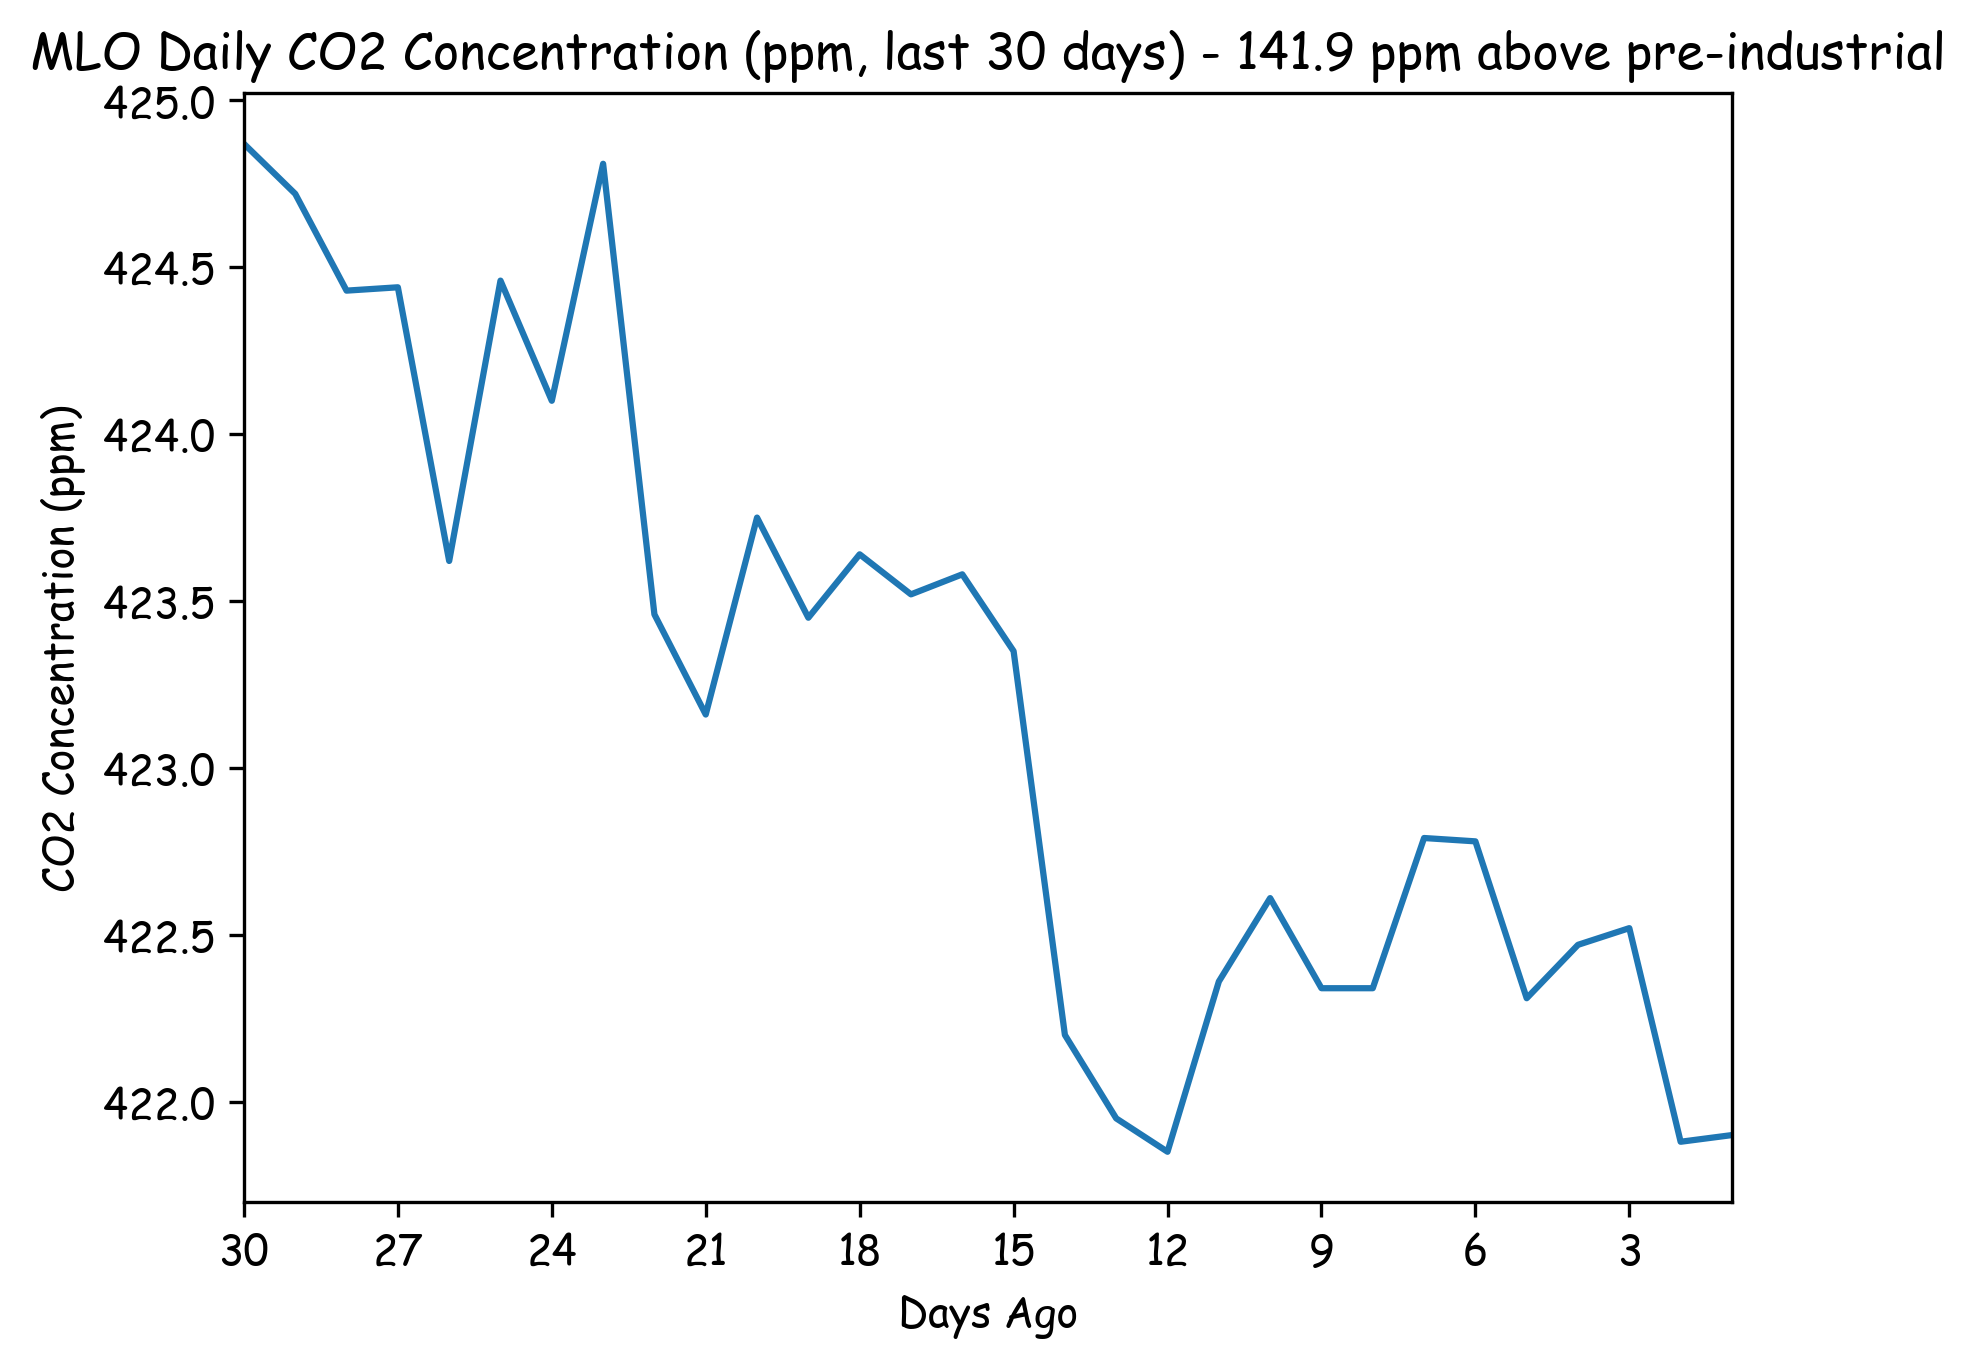 MLO Daily CO2 Concentration (ppm, last 30 days) - 141.9 ppm above pre-industrial
425.0
424.5
424.0
423.5
423.0
422.5
422.0
CO2 Concentration (ppm)
30 27 24 21 18 15 12 9 6 3
Days Ago